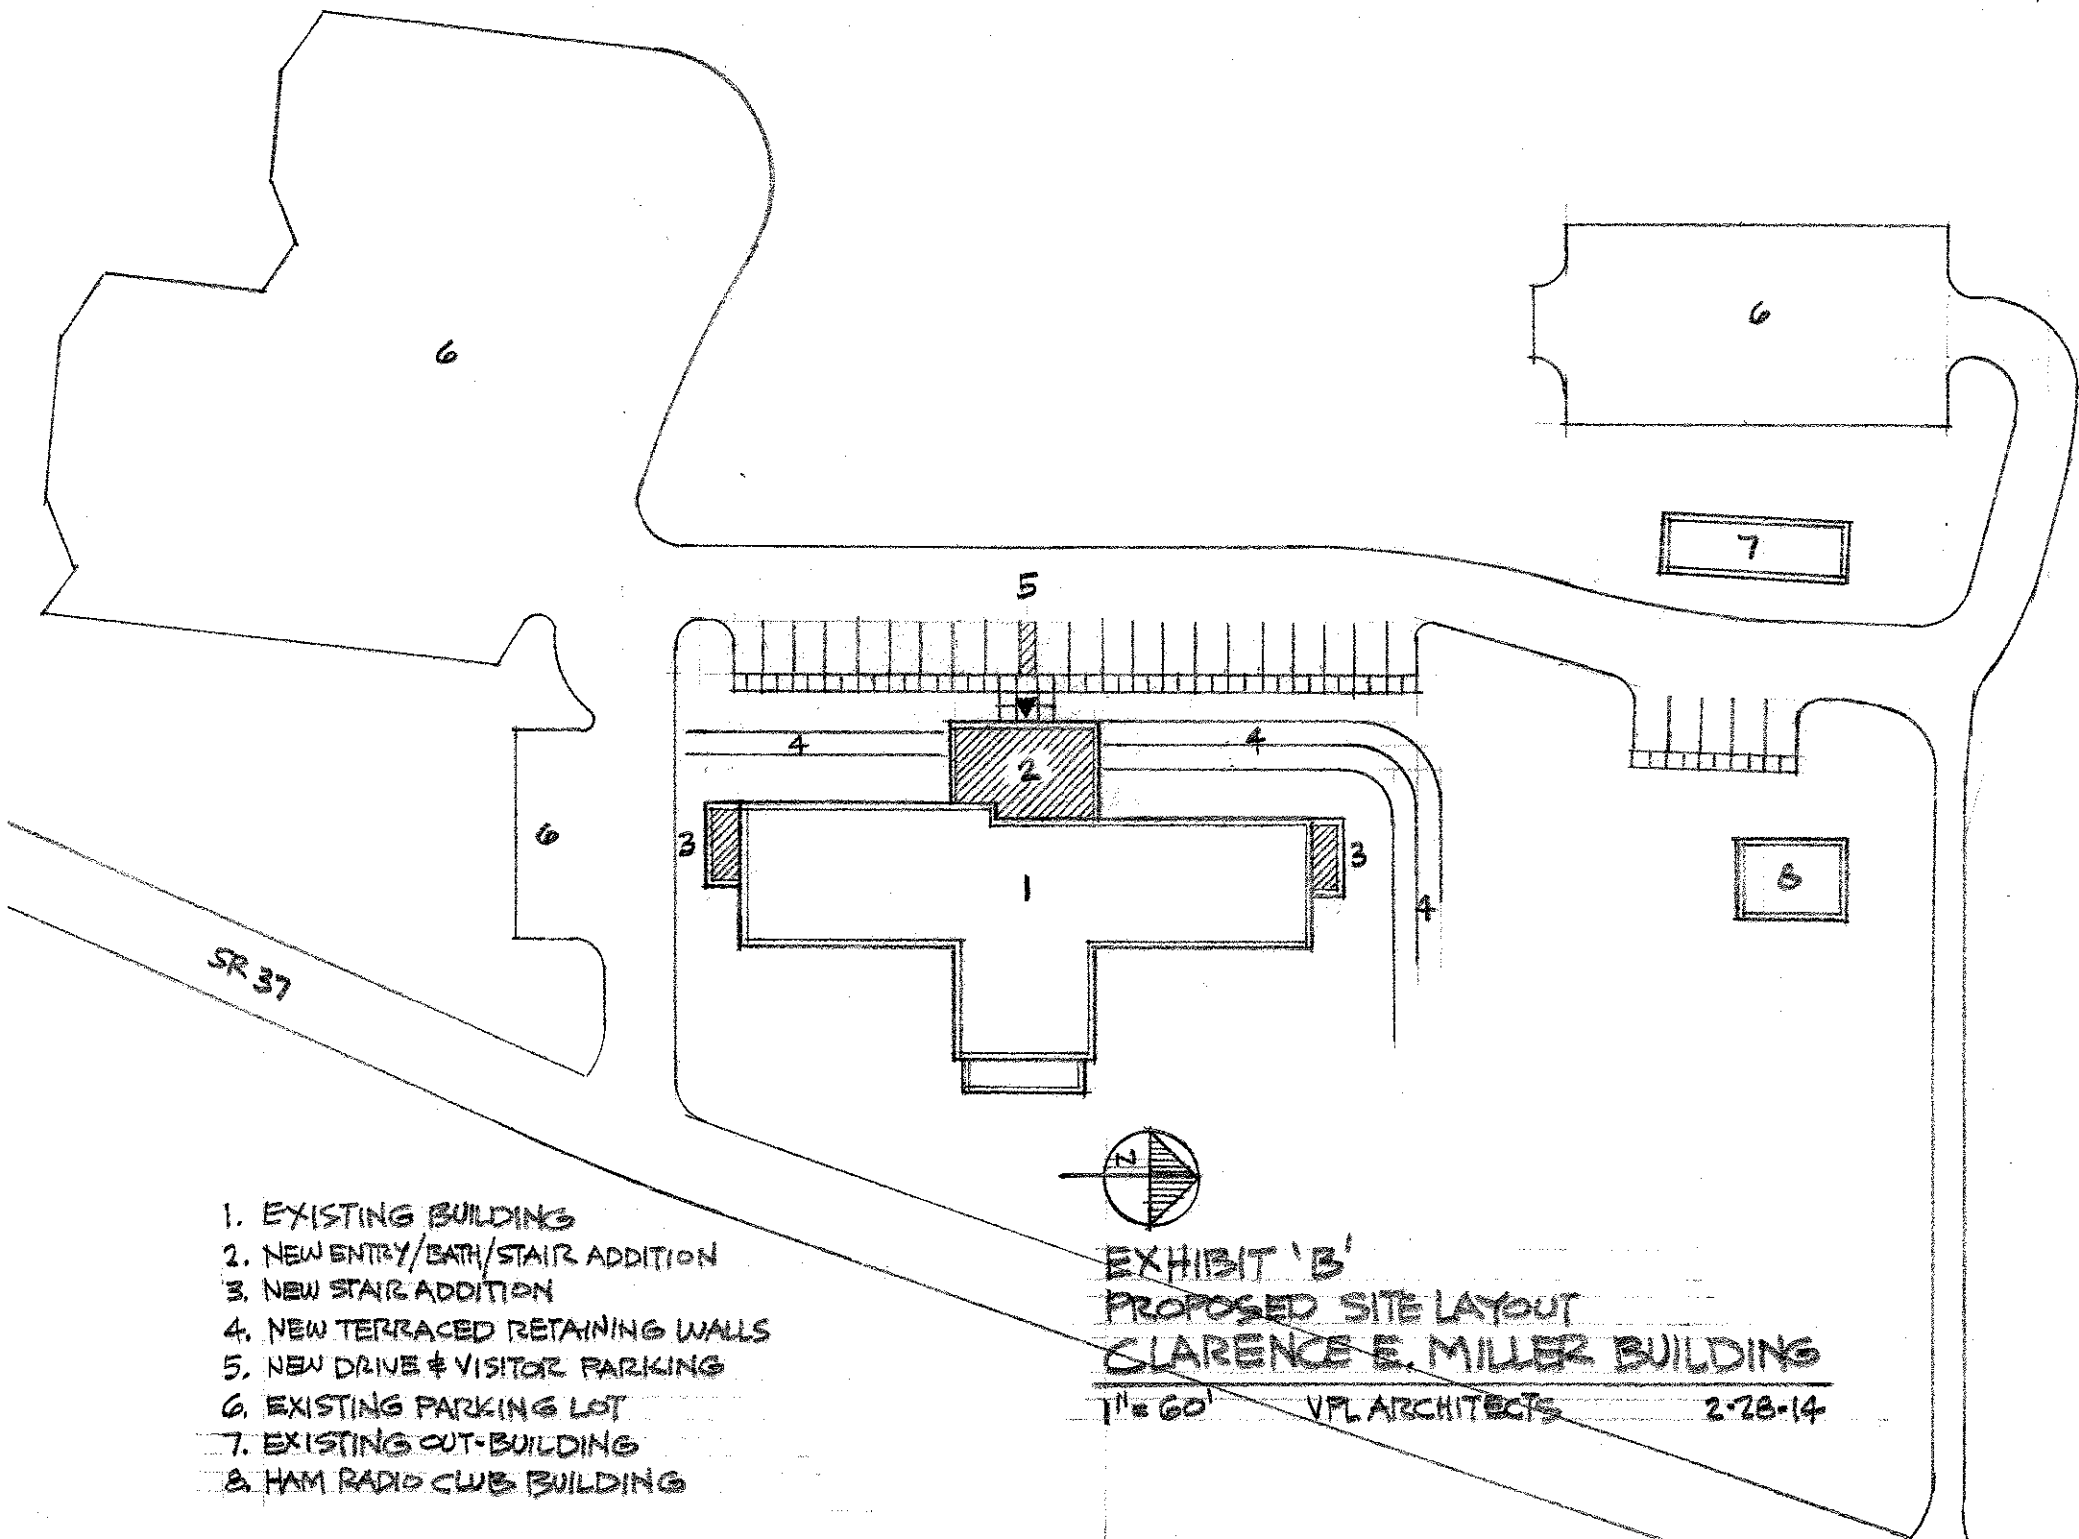 6
6
7
5
4
4
2
6
3
3
1
8
4
SR 37
N
1. EXISTING BUILDING
2. NEW ENTRY/BATH/STAIR ADDITION
3. NEW STAIR ADDITION
4. NEW TERRACED RETAINING WALLS
5. NEW DRIVE & VISITOR PARKING
6. EXISTING PARKING LOT
7. EXISTING OUT-BUILDING
8. HAM RADIO CLUB BUILDING
EXHIBIT 'B'
PROPOSED SITE LAYOUT
CLARENCE E. MILLER BUILDING
1"=60' VPL ARCHITECTS 2-28-14